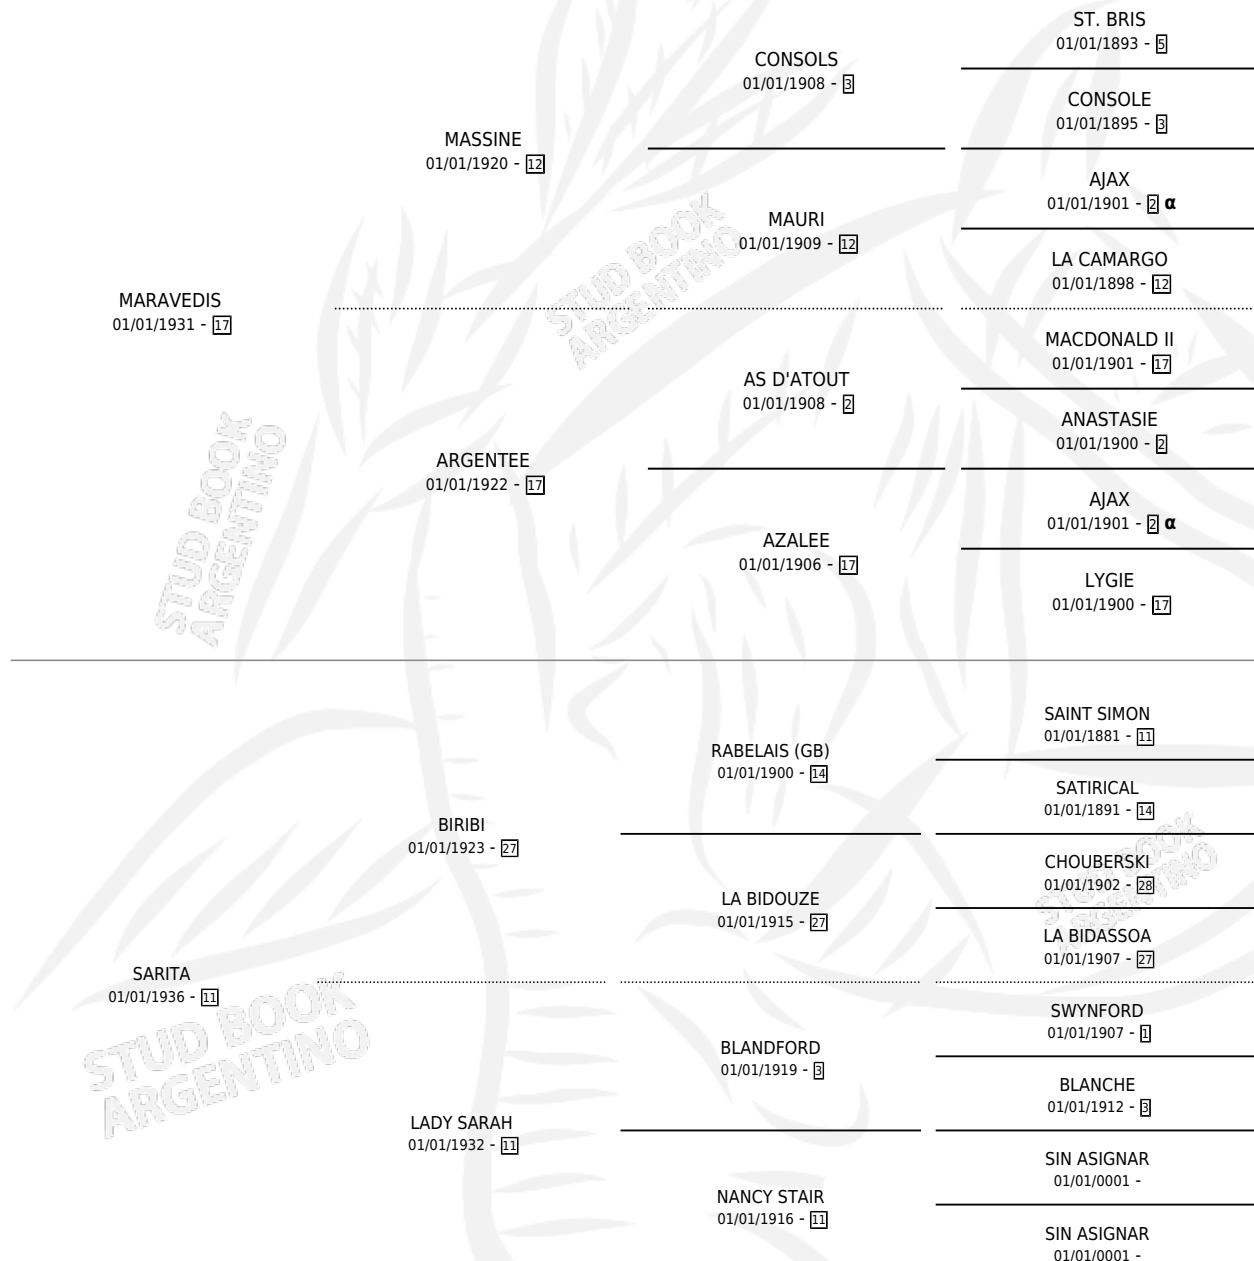 ST. BRIS
01/01/1893 - 5
CONSOLS
01/01/1908 - 3
CONSOLE
01/01/1895 - 3
MASSINE
01/01/1920 - 12
AJAX
01/01/1901 - 2 α
MAURI
01/01/1909 - 12
LA CAMARGO
01/01/1898 - 12
MARAVEDIS
01/01/1931 - 17
MACDONALD II
01/01/1901 - 17
AS D'ATOUT
01/01/1908 - 2
ANASTASIE
01/01/1900 - 2
ARGENTEE
01/01/1922 - 17
AJAX
01/01/1901 - 2 α
AZALEE
01/01/1906 - 17
LYGIE
01/01/1900 - 17
SAINT SIMON
01/01/1881 - 11
RABELAIS (GB)
01/01/1900 - 14
SATIRICAL
01/01/1891 - 14
BIRIBI
01/01/1923 - 27
CHOUBERSKI
01/01/1902 - 28
LA BIDOUZE
01/01/1915 - 27
LA BIDASSOA
01/01/1907 - 27
SARITA
01/01/1936 - 11
SWYNFORD
01/01/1907 - 1
BLANDFORD
01/01/1919 - 3
BLANCHE
01/01/1912 - 3
LADY SARAH
01/01/1932 - 11
SIN ASIGNAR
01/01/0001 -
NANCY STAIR
01/01/1916 - 11
SIN ASIGNAR
01/01/0001 -
STUD BOOK
ARGENTINO
STUD BOOK
ARGENTINO
STUD BOOK
ARGENTINO
STUD BOOK
ARGENTINO